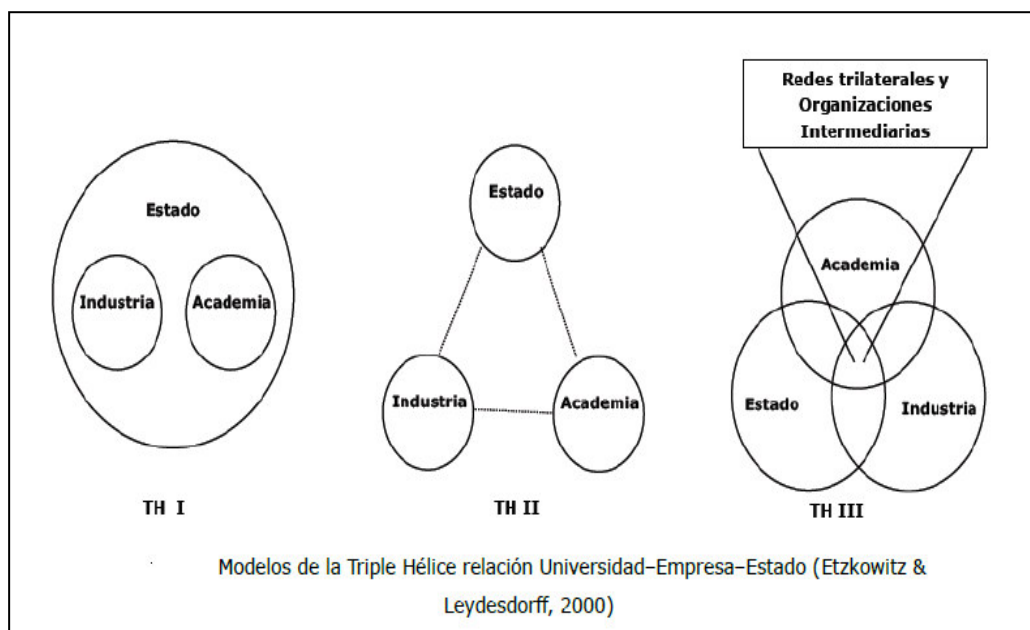 Estado
Industria
Academia
TH I
Estado
Industria
Academia
TH II
Redes trilaterales y
Organizaciones
Intermediarias
Academia
Estado
Industria
TH III
Modelos de la Triple Hélice relación Universidad–Empresa–Estado (Etzkowitz &
Leydesdorff, 2000)